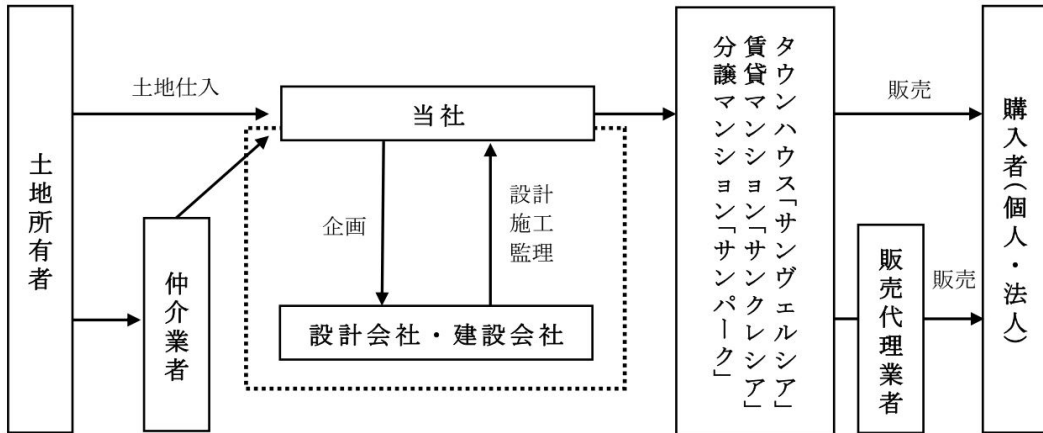 土地所有者
土地仕入
仲介業者
当社
企画
設計
施工
監理
設計会社・建設会社
タウンハウス「サンヴェルシア」
賃貸マンション「サンクレシア」
分譲マンション「サンパーク」
販売
販売代理業者
販売
購入者(個人・法人)